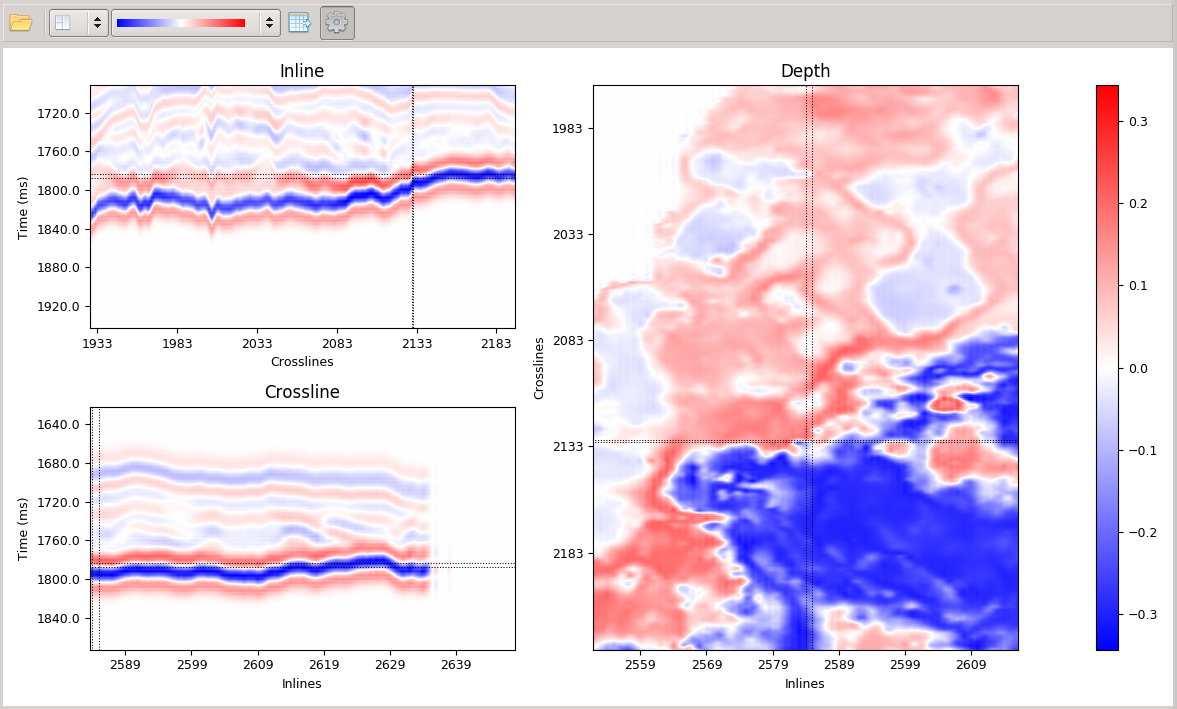 Inline
Time (ms)
1720.0
1760.0
1800.0
1840.0
1880.0
1920.0
1933 1983 2033 2083 2133 2183
Crosslines
Crossline
Time (ms)
1640.0
1680.0
1720.0
1760.0
1800.0
1840.0
2589 2599 2609 2619 2629 2639
Inlines
Depth
Crosslines
1983
2033
2083
2133
2183
2559 2569 2579 2589 2599 2609
Inlines
0.3
0.2
0.1
0.0
−0.1
−0.2
−0.3